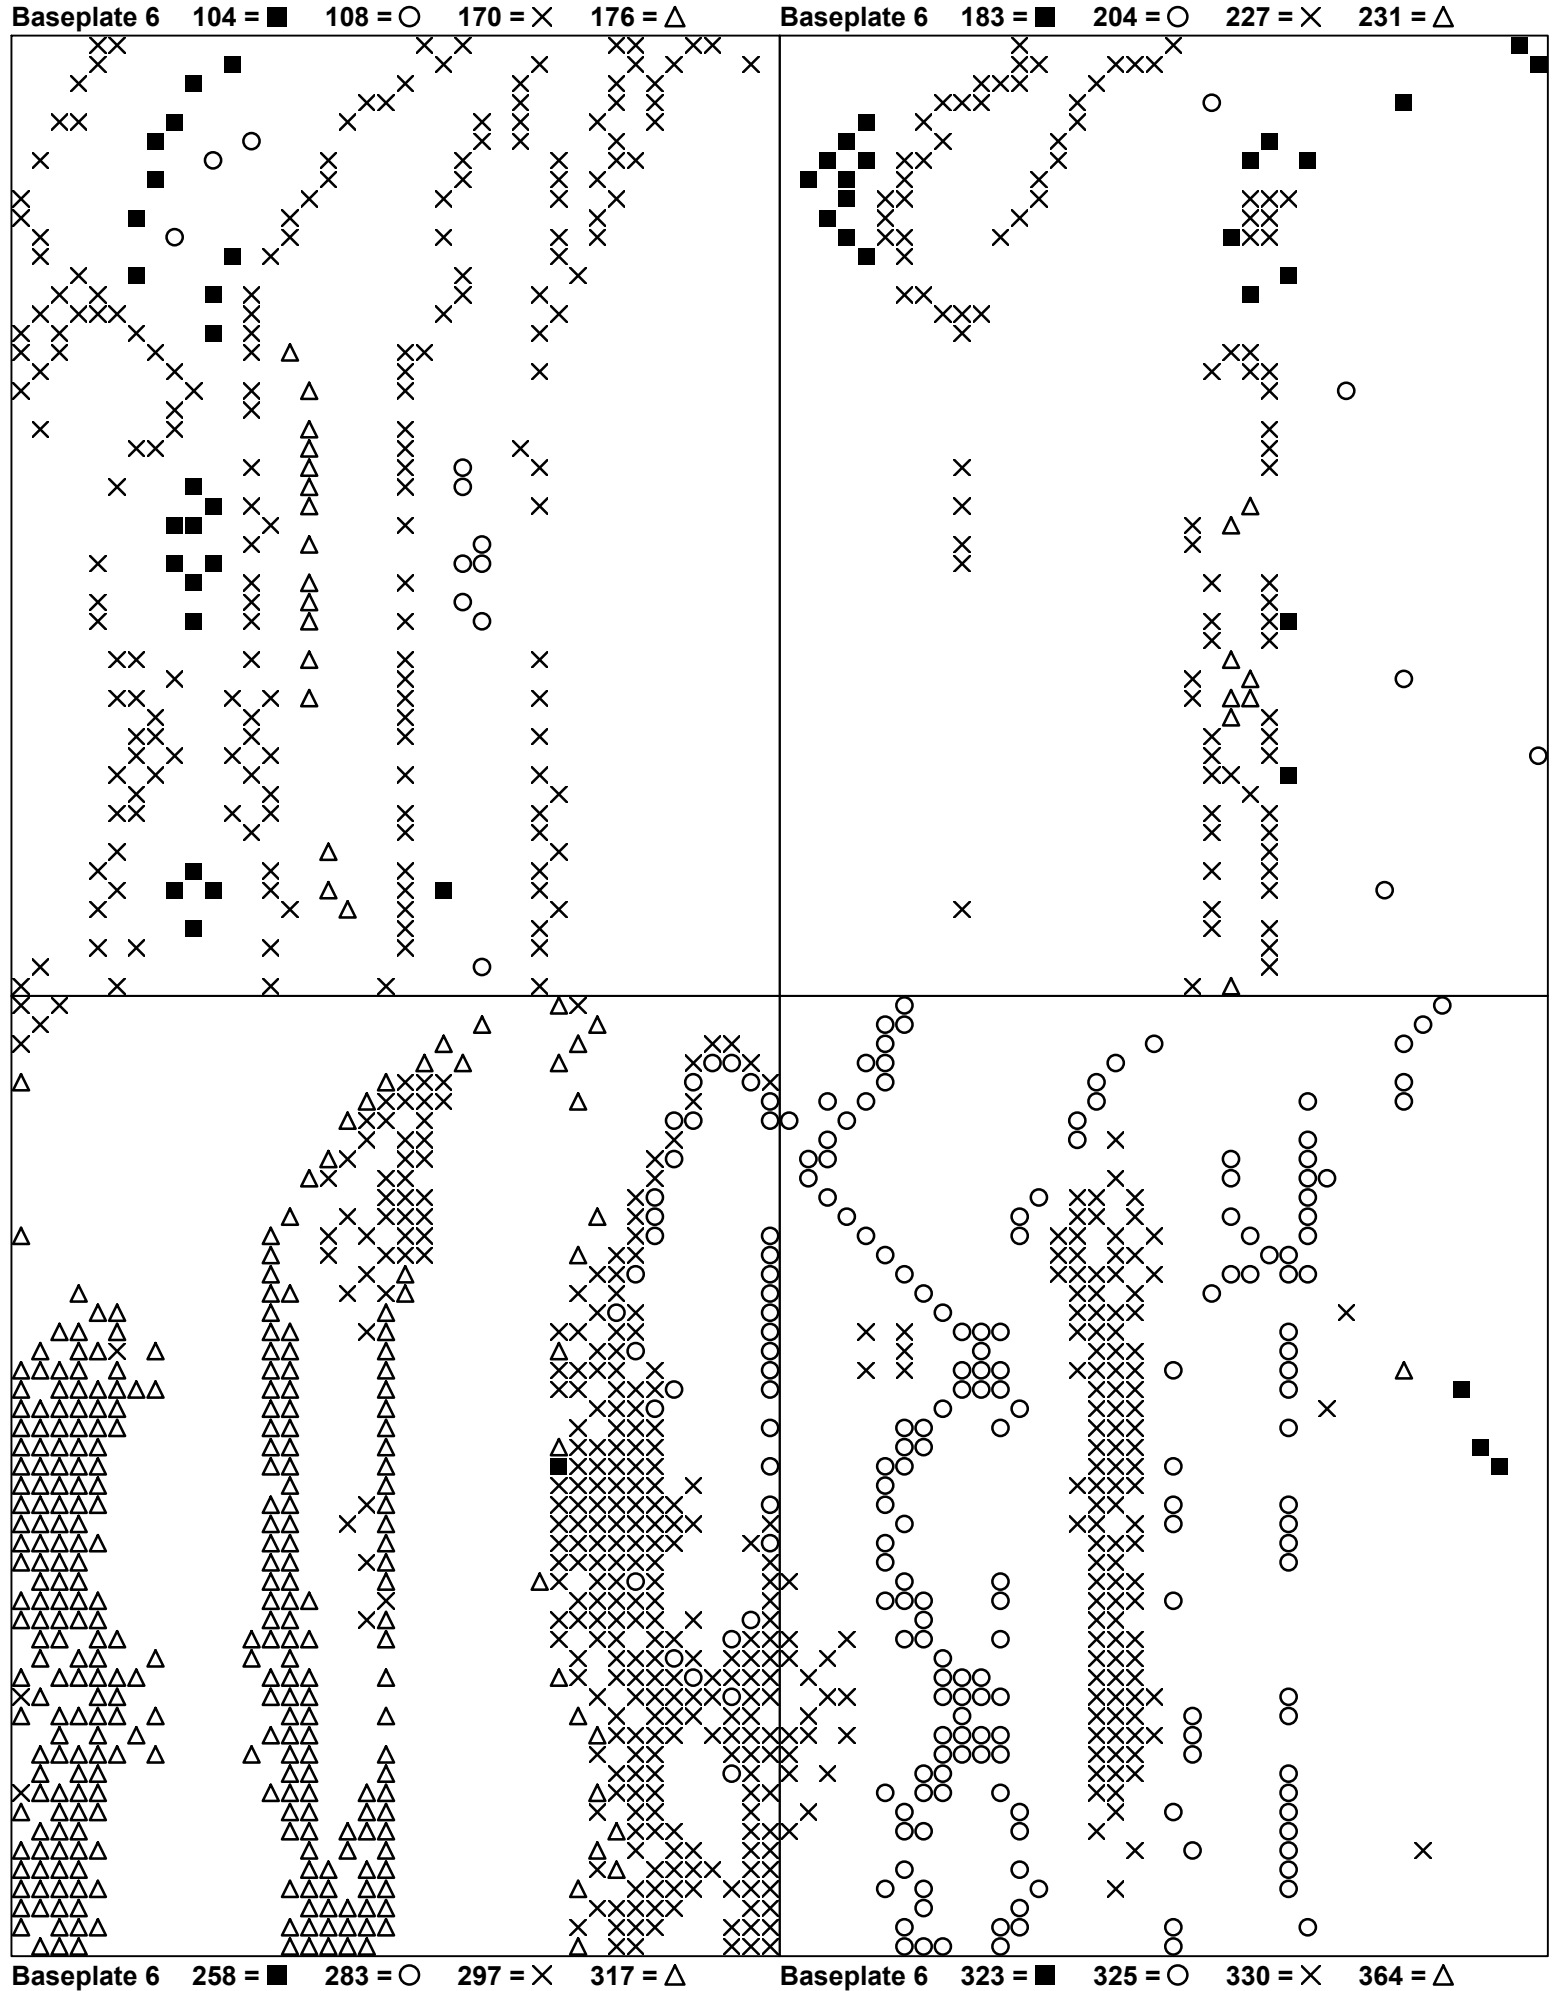 Baseplate 6 104 = ■ 108 = ○ 170 = × 176 = △ Baseplate 6 183 = ■ 204 = ○ 227 = × 231 = △
Baseplate 6 258 = ■ 283 = ○ 297 = × 317 = △ Baseplate 6 323 = ■ 325 = ○ 330 = × 364 = △